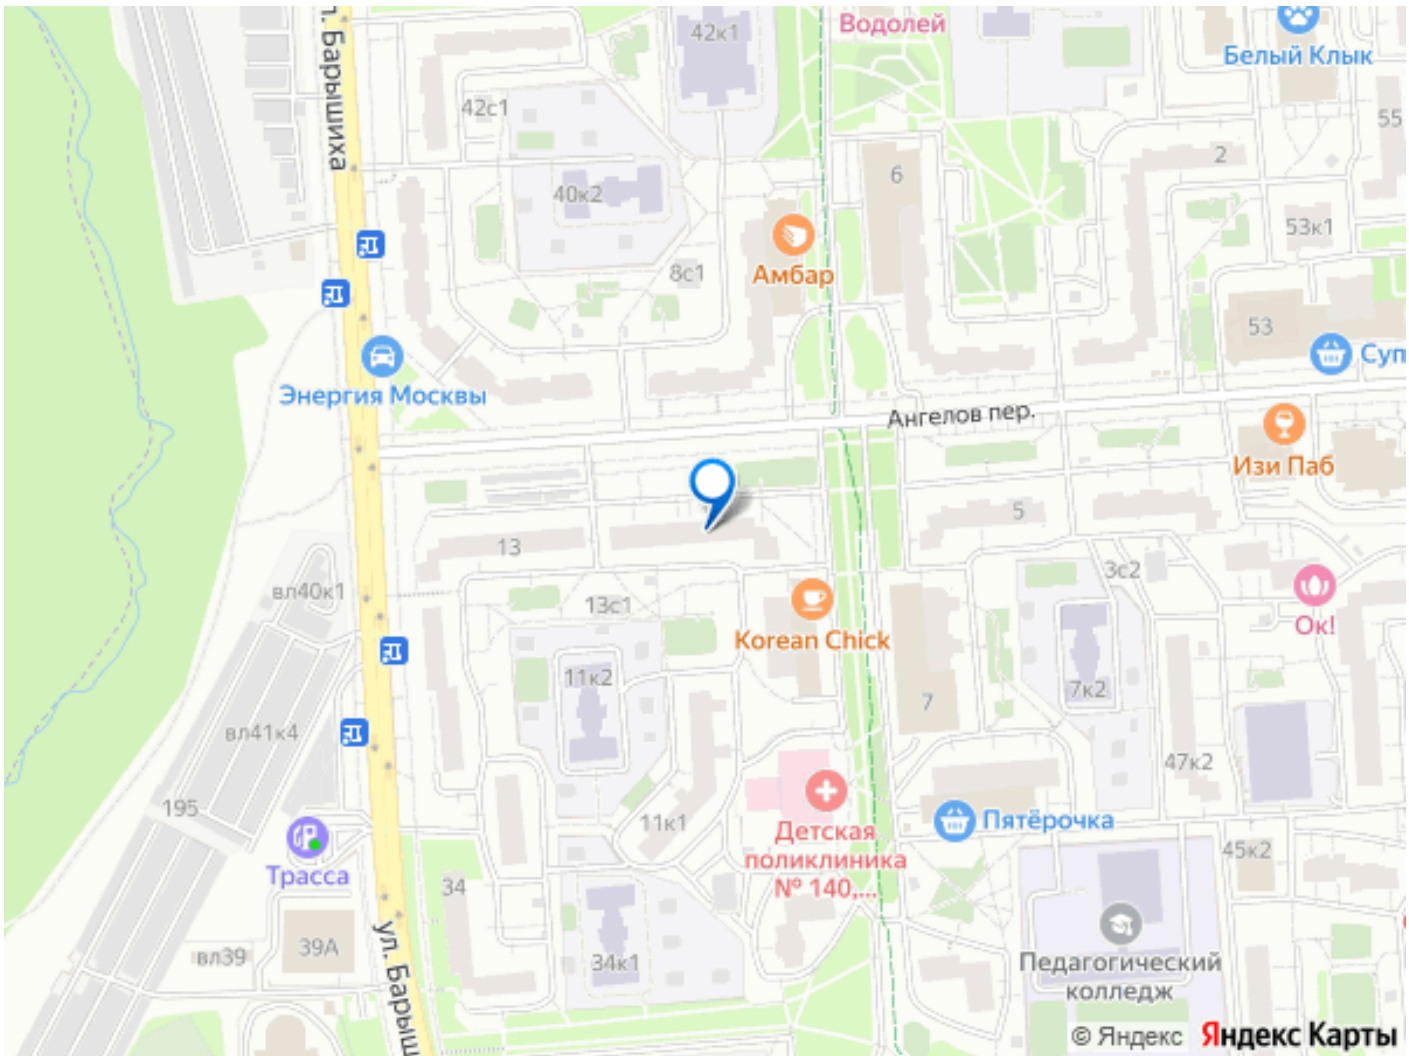 ул. Барышиха
42к1
Водолей
Белый Клык
42с1
55
6
2
40к2
53к1
8с1
Амбар
53
Суп
Энергия Москвы
Ангелов пер.
Изи Паб
5
13
3с2
вл40к1
13с1
Korean Chick
Ок!
11к2
7к2
7
вл41к4
47к2
195
11к1
Пятёрочка
Детская
поликлиника
№ 140,...
45к2
Трасса
34
39А
вл39
34к1
ул. Барыш
Педагогический
колледж
© Яндекс Яндекс Карты